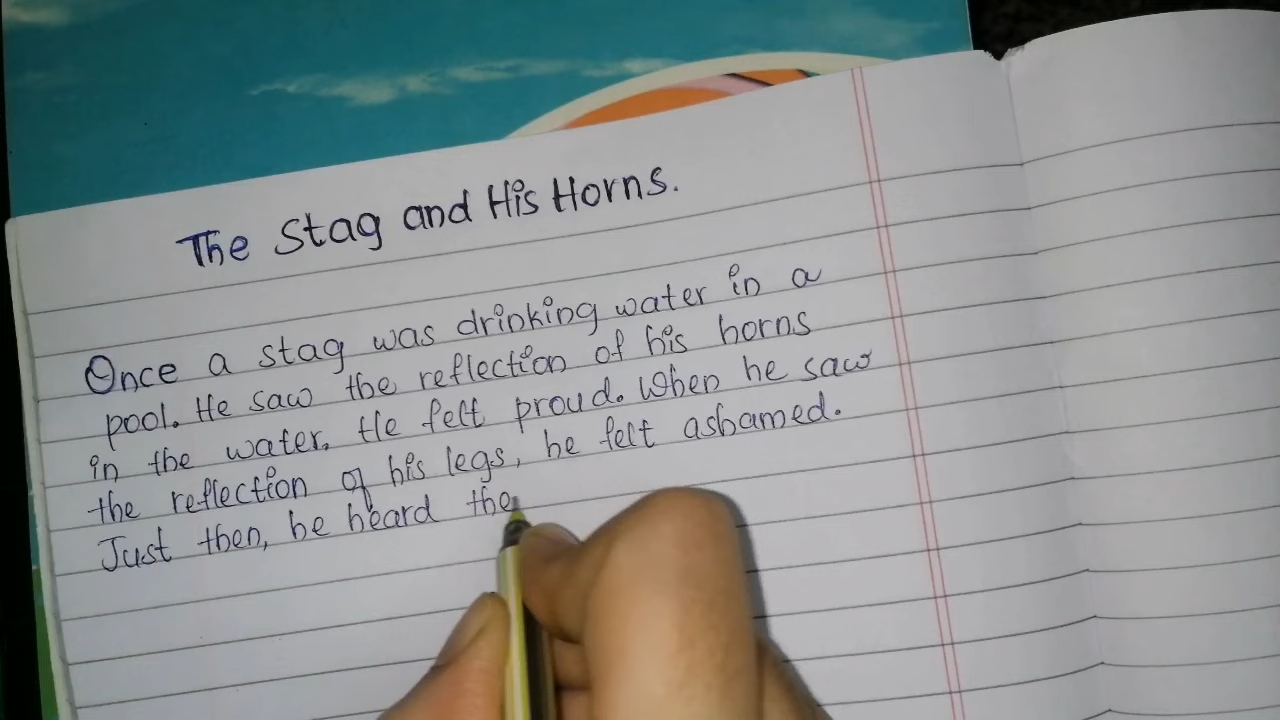 The Stag and His Horns.
Once a stag was drinking water in a
pool. He saw the reflection of his horns
in the water. He felt proud. When he saw
the reflection of his legs, he felt ashamed.
Just then, he heard the